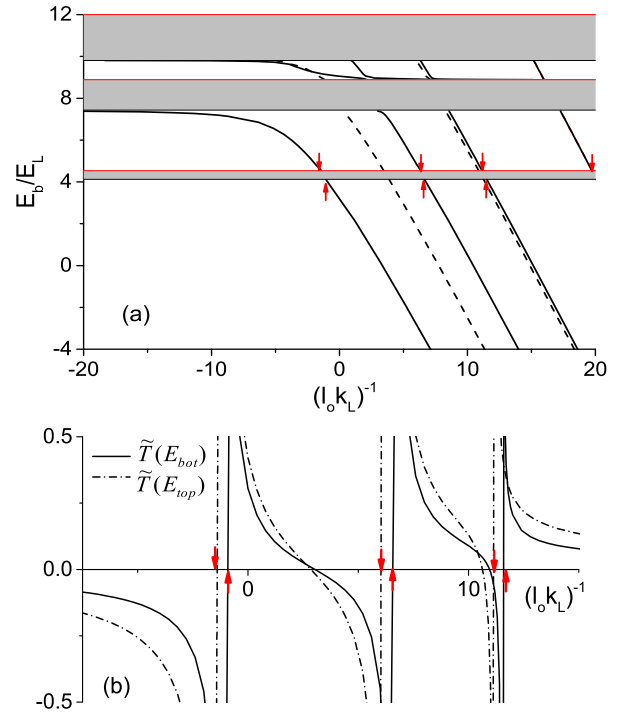 12
8
4
0
-4
E_b/E_L
(a)
-20 -10 0 10 20
(l_o k_L)^-1
0.5
0.0
-0.5
T̃(E_bot)
T̃(E_top)
0 10
(l_o k_L)^-1
(b)